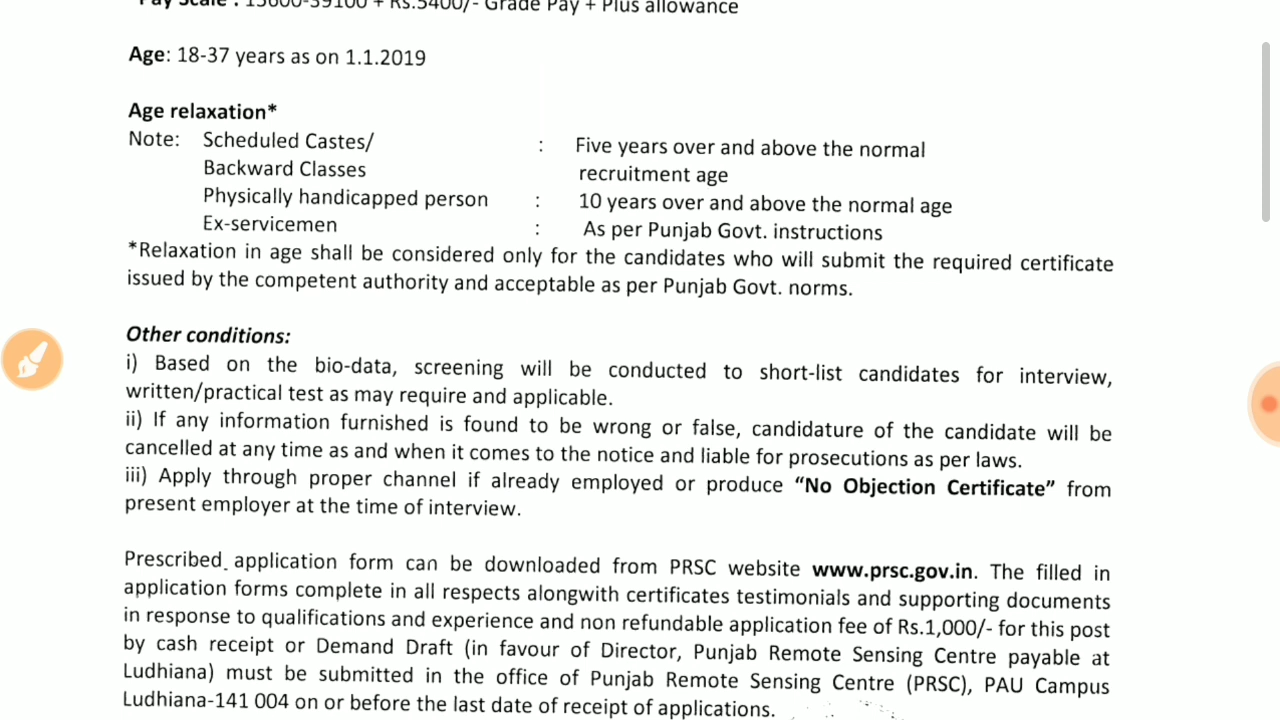 Pay Scale : 15600-39100 + Rs.5400/- Grade Pay + Plus allowance
Age: 18-37 years as on 1.1.2019
Age relaxation*
Note: Scheduled Castes/ : Five years over and above the normal
Backward Classes recruitment age
Physically handicapped person : 10 years over and above the normal age
Ex-servicemen : As per Punjab Govt. instructions
*Relaxation in age shall be considered only for the candidates who will submit the required certificate
issued by the competent authority and acceptable as per Punjab Govt. norms.
Other conditions:
i) Based on the bio-data, screening will be conducted to short-list candidates for interview,
written/practical test as may require and applicable.
ii) If any information furnished is found to be wrong or false, candidature of the candidate will be
cancelled at any time as and when it comes to the notice and liable for prosecutions as per laws.
iii) Apply through proper channel if already employed or produce “No Objection Certificate” from
present employer at the time of interview.
Prescribed application form can be downloaded from PRSC website www.prsc.gov.in. The filled in
application forms complete in all respects alongwith certificates testimonials and supporting documents
in response to qualifications and experience and non refundable application fee of Rs.1,000/- for this post
by cash receipt or Demand Draft (in favour of Director, Punjab Remote Sensing Centre payable at
Ludhiana) must be submitted in the office of Punjab Remote Sensing Centre (PRSC), PAU Campus
Ludhiana-141 004 on or before the last date of receipt of applications.